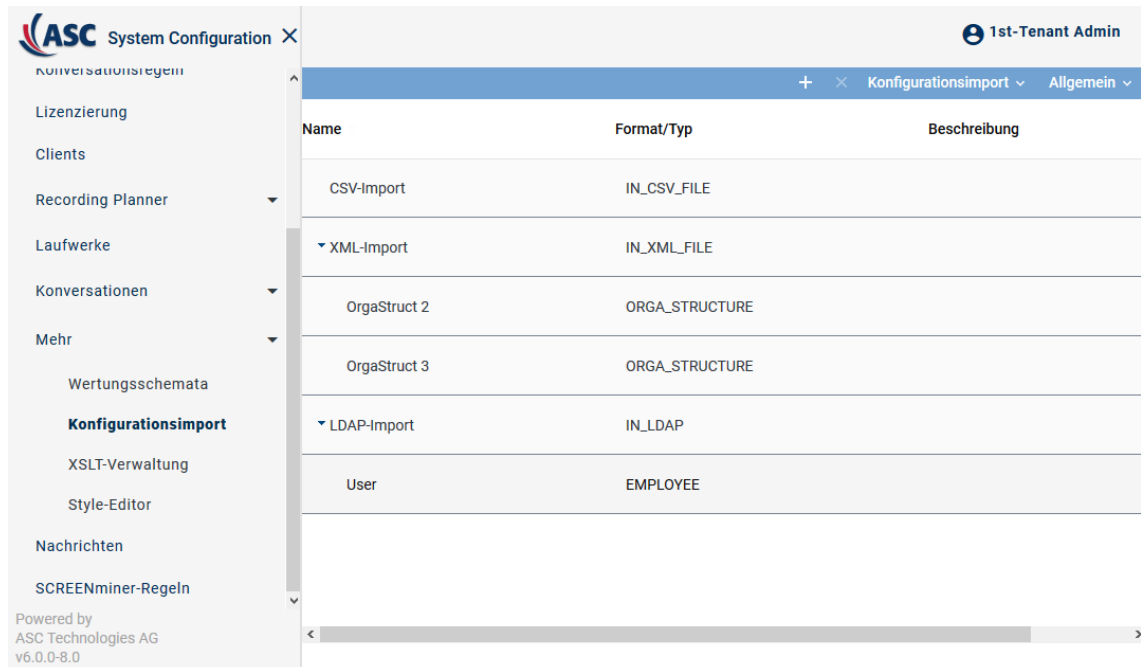 ASC System Configuration
1st-Tenant Admin
Konversationsregeln
Konfigurationsimport
Allgemein
Lizenzierung
Clients
Recording Planner
Laufwerke
Konversationen
Mehr
Wertungsschemata
Konfigurationsimport
XSLT-Verwaltung
Style-Editor
Nachrichten
SCREENminer-Regeln
Powered by
ASC Technologies AG
v6.0.0-8.0
Name Format/Typ Beschreibung
CSV-Import IN_CSV_FILE
XML-Import IN_XML_FILE
OrgaStruct 2 ORGA_STRUCTURE
OrgaStruct 3 ORGA_STRUCTURE
LDAP-Import IN_LDAP
User EMPLOYEE